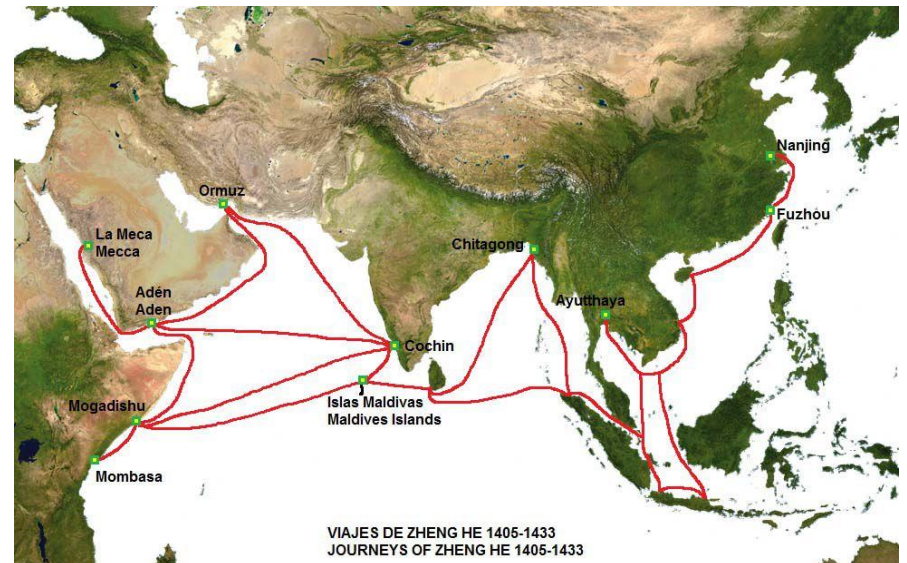 Nanjing
Ormuz
Fuzhou
La Meca
Mecca
Chitagong
Adén
Aden
Ayutthaya
Cochin
Islas Maldivas
Maldives Islands
Mogadishu
Mombasa
VIAJES DE ZHENG HE 1405-1433
JOURNEYS OF ZHENG HE 1405-1433